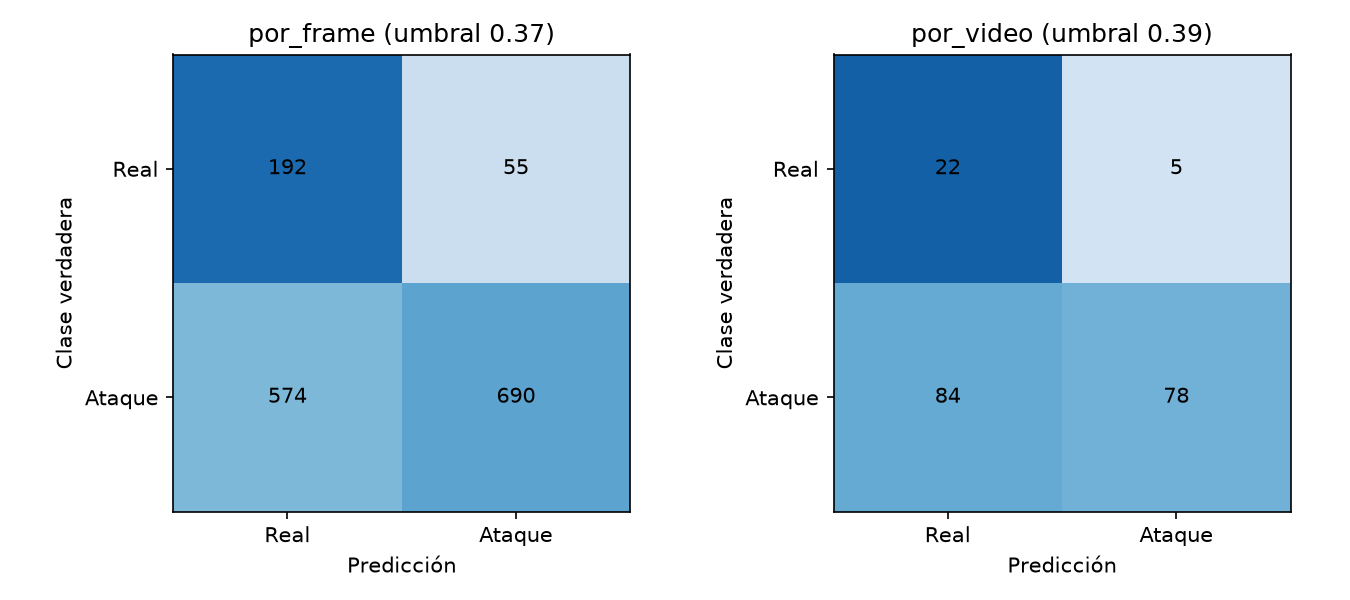 por_frame (umbral 0.37)
Clase verdadera
Real
192
55
Ataque
574
690
Real
Ataque
Predicción
por_video (umbral 0.39)
Clase verdadera
Real
22
5
Ataque
84
78
Real
Ataque
Predicción